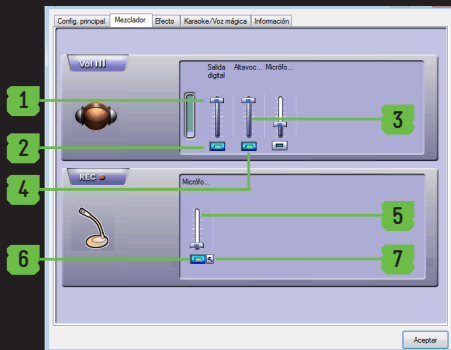 Config. principal Mezclador Efecto Karaoke/Voz mágica Información
Vol
Salida digital Altavoc... Micrófo...
1
3
2
4
REC
Micrófo...
5
6
7
Aceptar